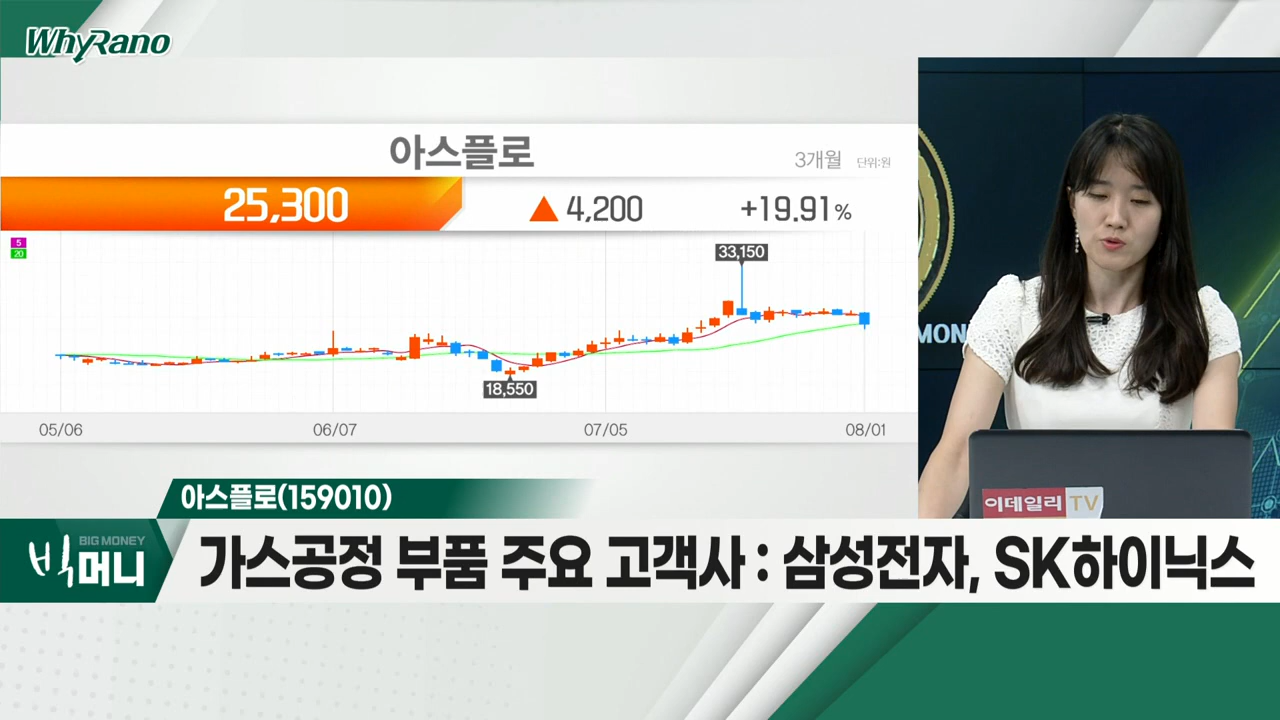 WhyRano
아스플로
3개월 단위:원
25,300 ▲ 4,200 +19.91%
5
20
33,150
18,550
05/06 06/07 07/05 08/01
MON
이데일리 TV
아스플로(159010)
BIG MONEY
빅머니
가스공정 부품 주요 고객사 : 삼성전자, SK하이닉스